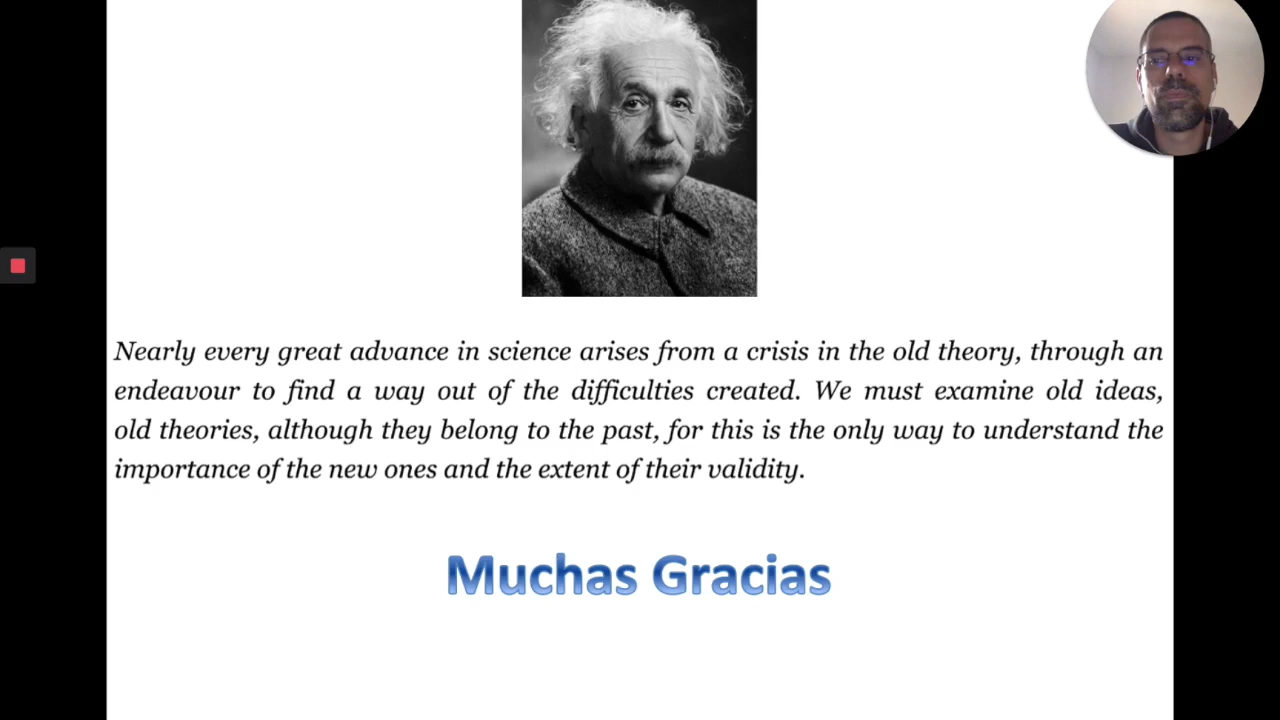 Nearly every great advance in science arises from a crisis in the old theory, through an
endeavour to find a way out of the difficulties created. We must examine old ideas,
old theories, although they belong to the past, for this is the only way to understand the
importance of the new ones and the extent of their validity.
Muchas Gracias